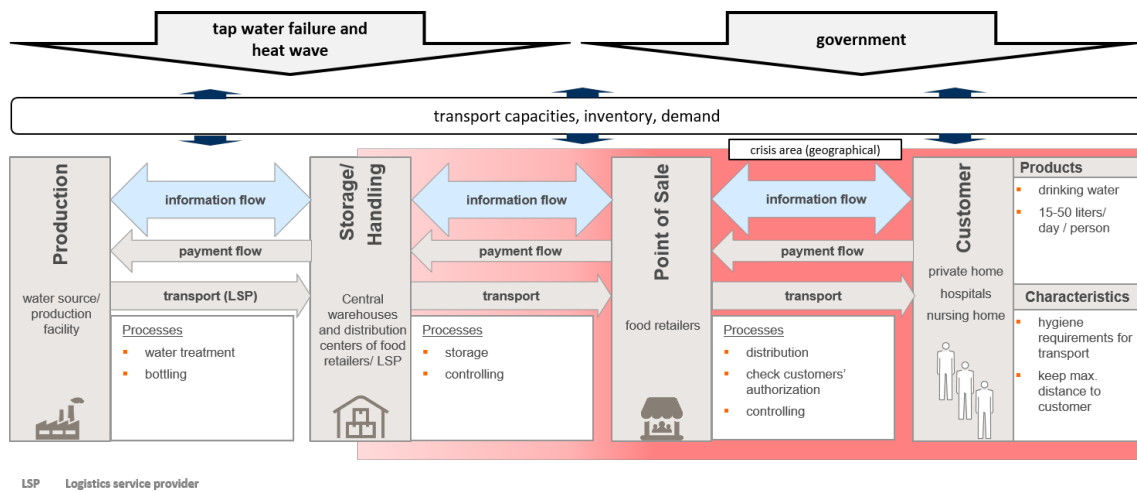 tap water failure and
heat wave
government
transport capacities, inventory, demand
crisis area (geographical)
Production
water source/
production
facility
information flow
payment flow
transport (LSP)
Processes
water treatment
bottling
Storage/
Handling
Central
warehouses
and distribution
centers of food
retailers/ LSP
information flow
payment flow
transport
Processes
storage
controlling
Point of Sale
food retailers
information flow
payment flow
transport
Processes
distribution
check customers'
authorization
controlling
Customer
private home
hospitals
nursing home
Products
drinking water
15-50 liters/
day / person
Characteristics
hygiene
requirements for
transport
keep max.
distance to
customer
LSP Logistics service provider